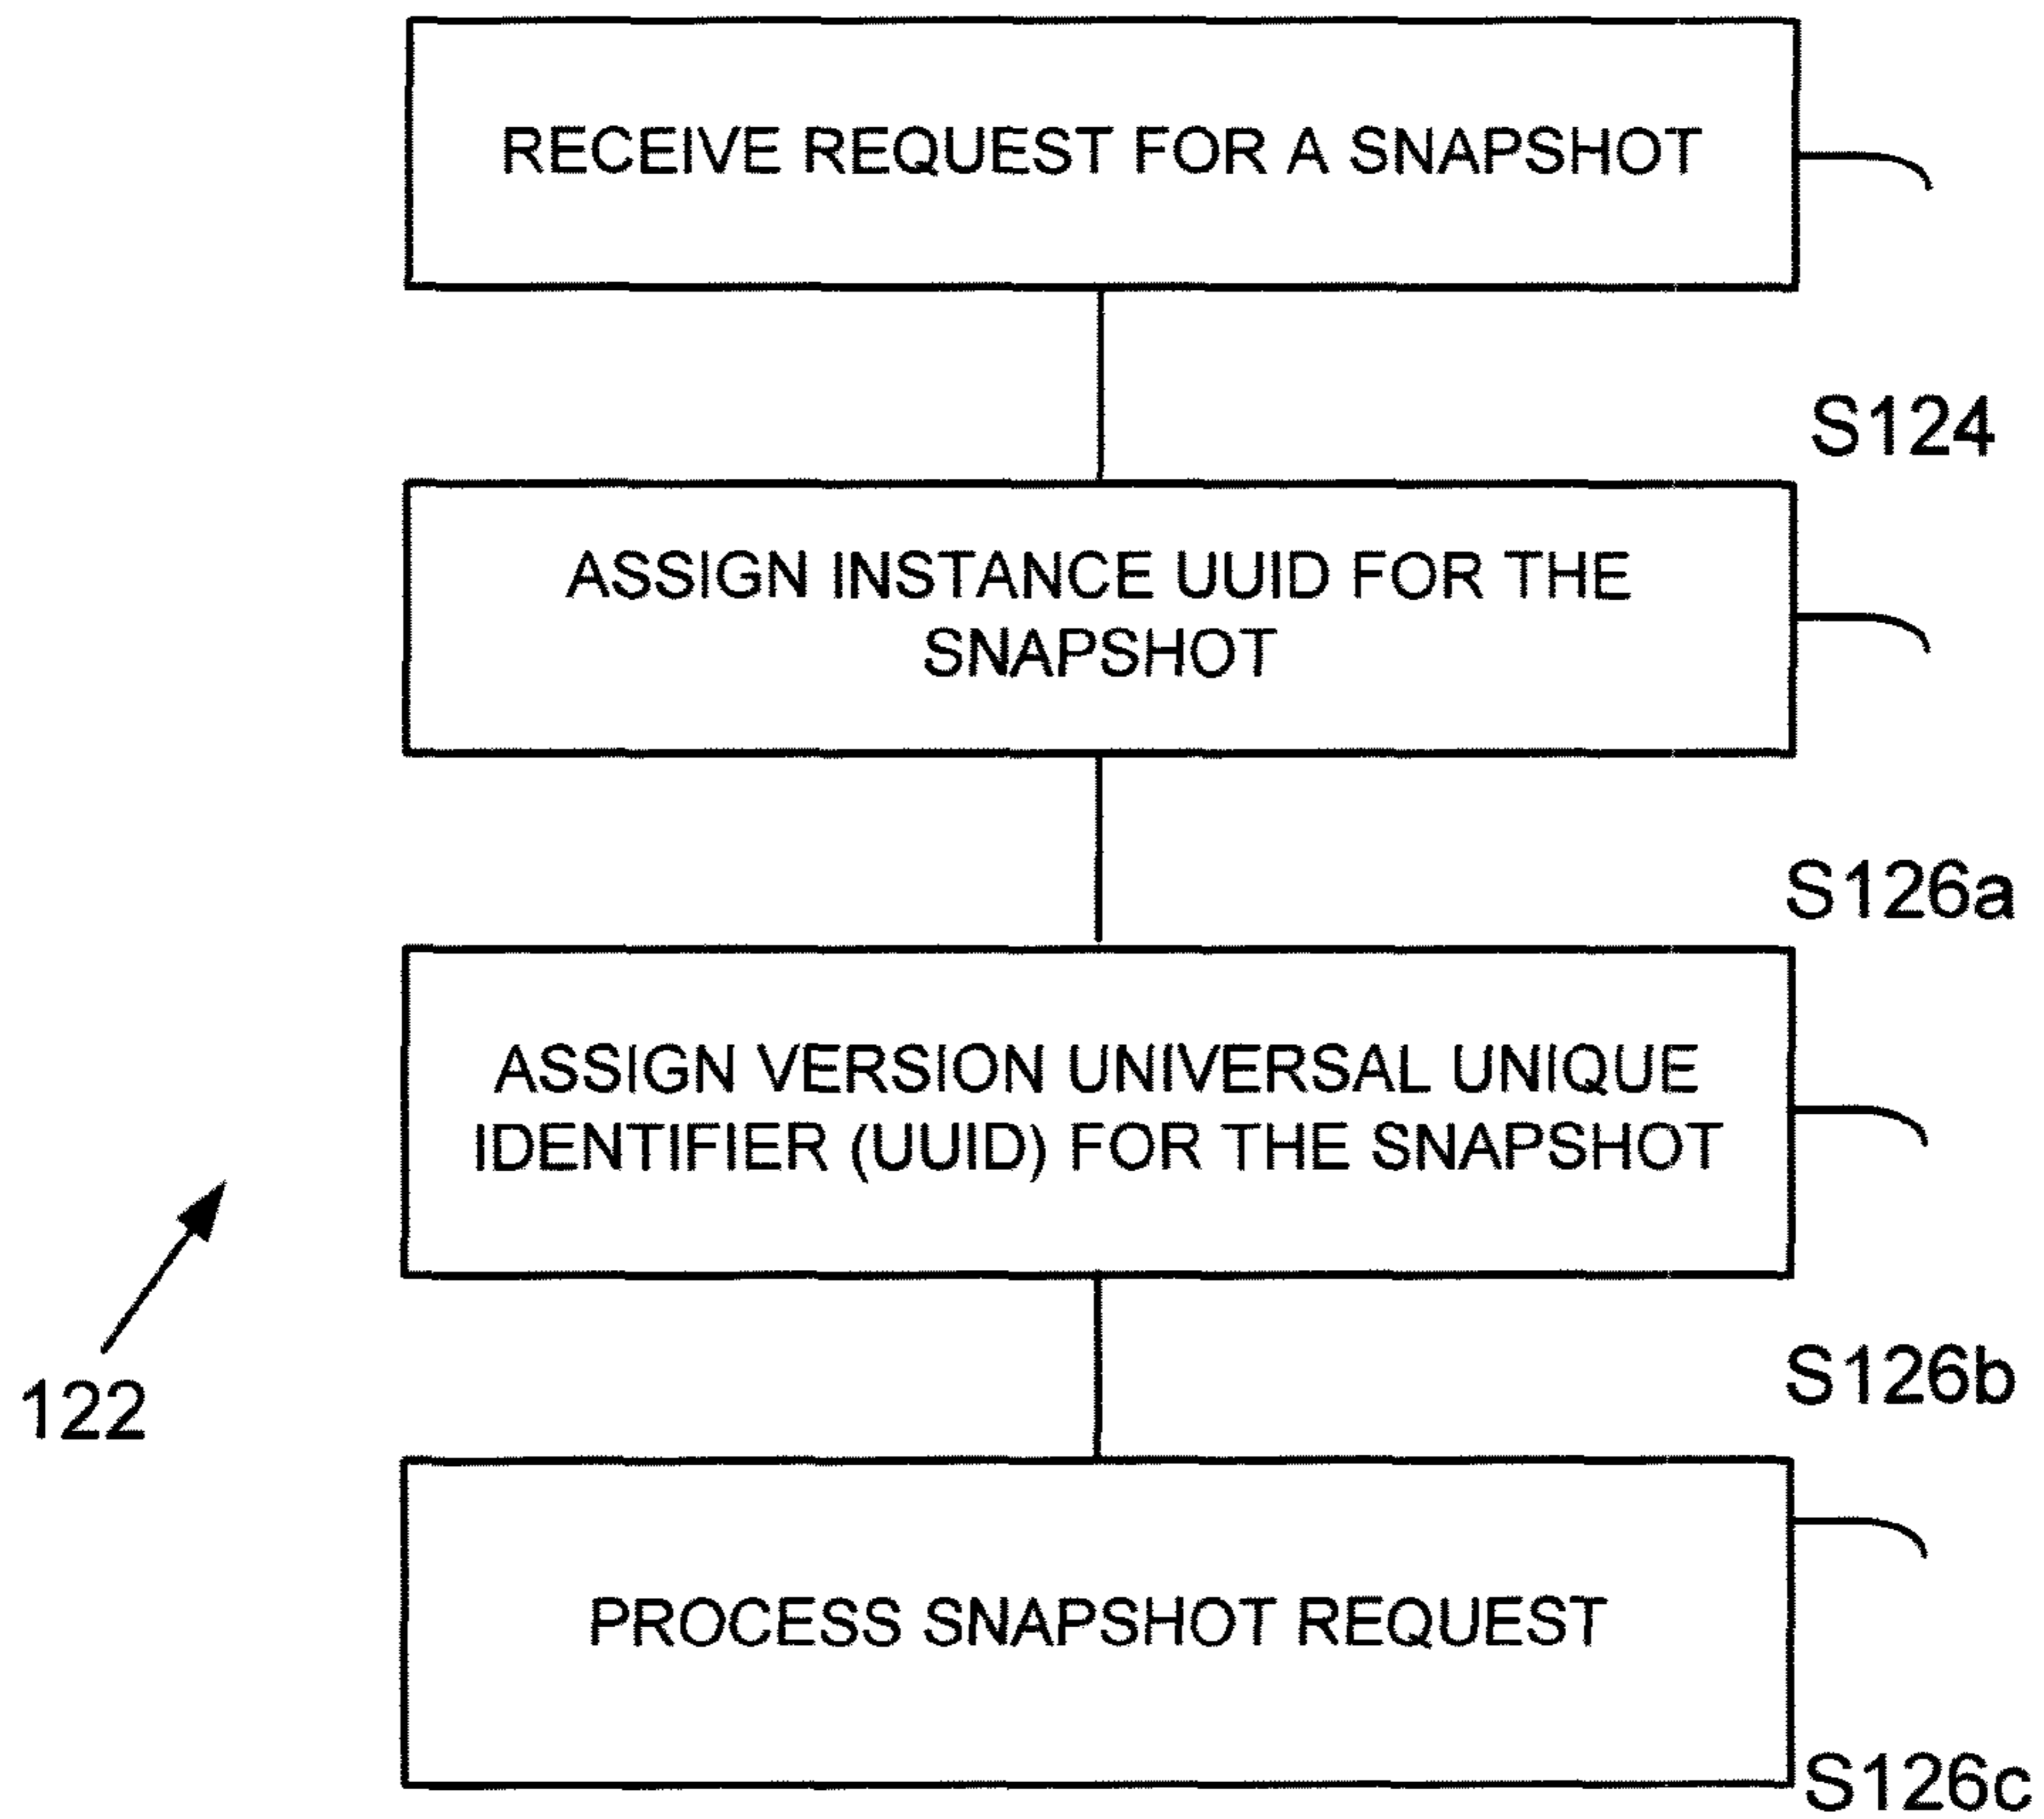 RECEIVE REQUEST FOR A SNAPSHOT
S124
ASSIGN INSTANCE UUID FOR THE
SNAPSHOT
S126a
ASSIGN VERSION UNIVERSAL UNIQUE
IDENTIFIER (UUID) FOR THE SNAPSHOT
S126b
122
PROCESS SNAPSHOT REQUEST
S126c